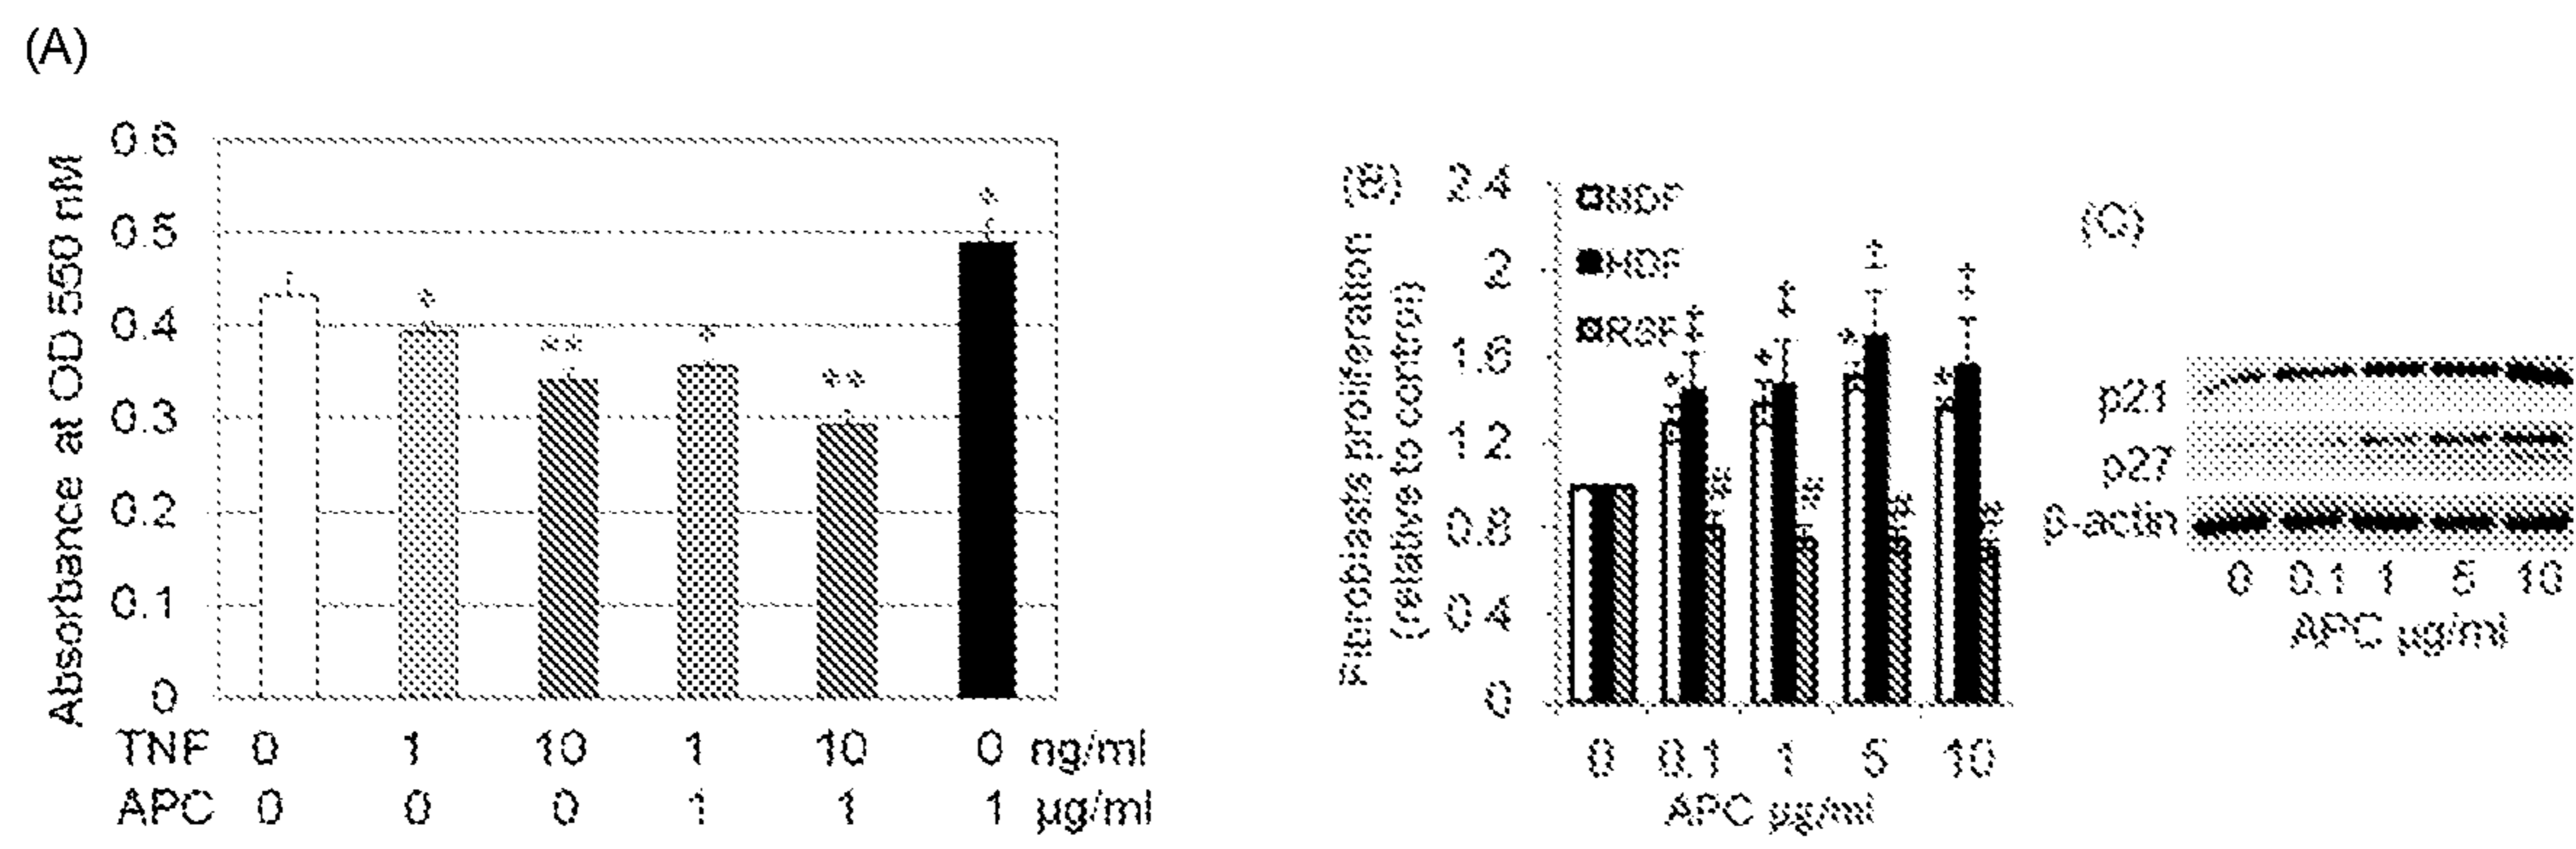 (A)
Absorbance at OD 550 nM
0.6
0.5
0.4
0.3
0.2
0.1
0
TNF 0 1 10 1 10 0 ng/ml
APC 0 0 0 1 1 1 µg/ml
*
**
*
**
*
(B)
Fibroblasts proliferation
(relative to control)
2.4
2
1.6
1.2
0.8
0.4
0
MDF
HDF
RSF
0 0.1 1 5 10
APC µg/ml
(C)
p21
p27
β-actin
0 0.1 1 5 10
APC µg/ml